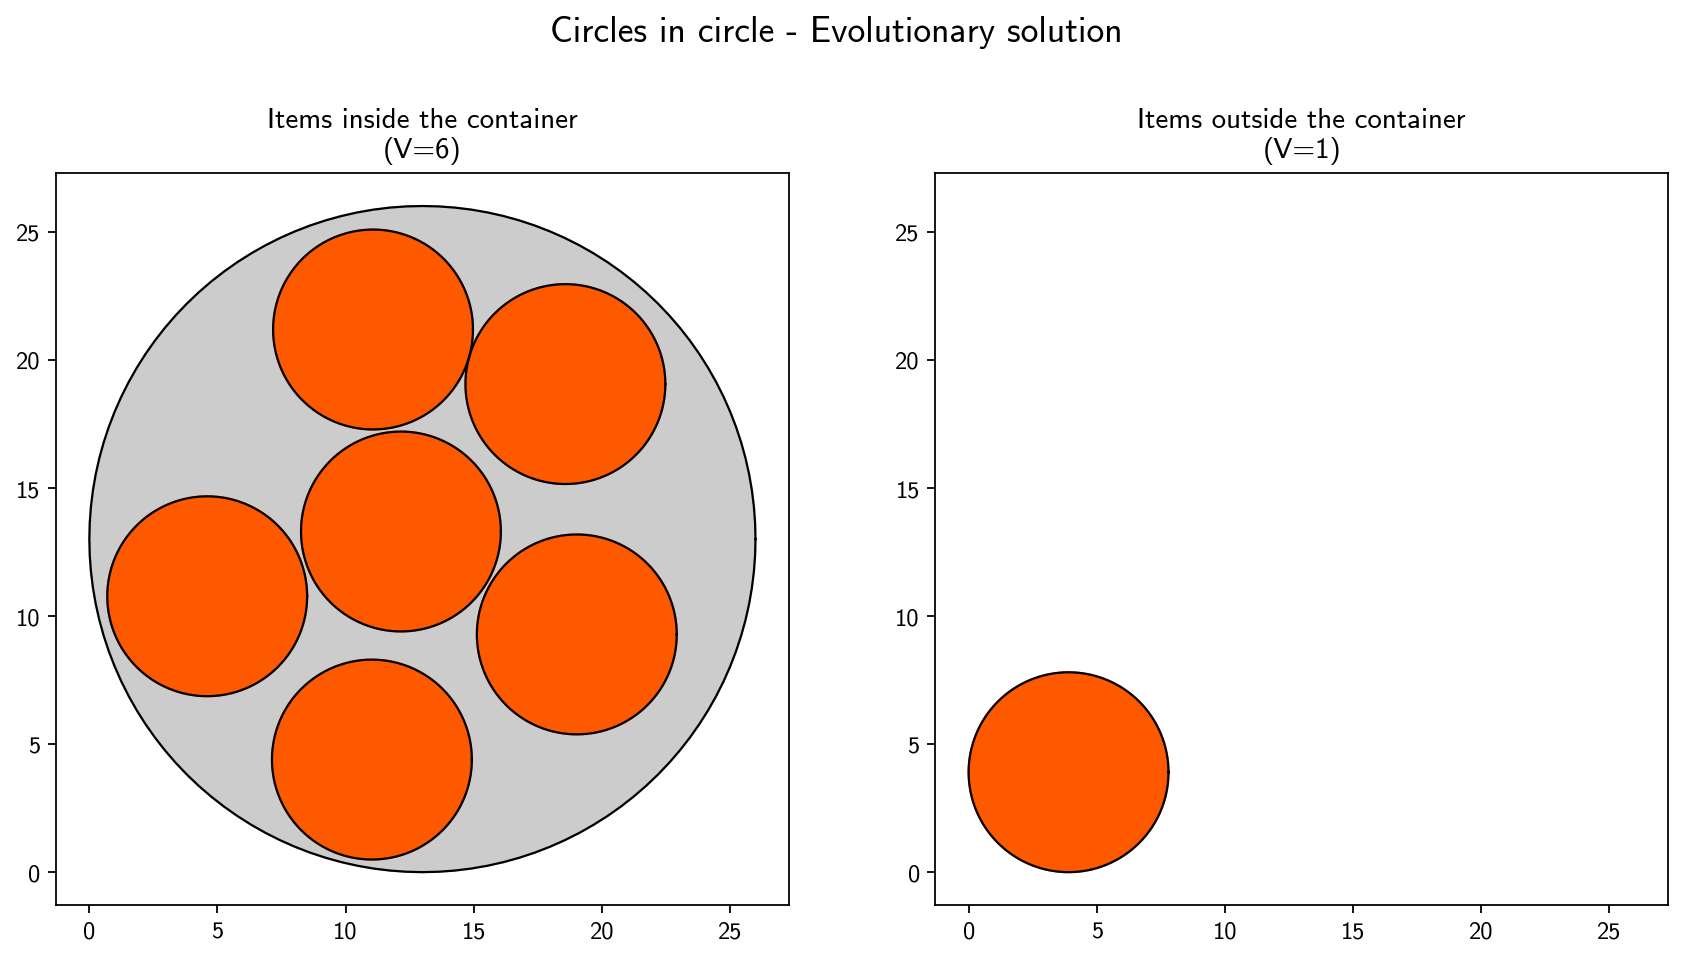 Circles in circle - Evolutionary solution
Items inside the container
(V=6)
25
20
15
10
5
0
0 5 10 15 20 25
Items outside the container
(V=1)
25
20
15
10
5
0
0 5 10 15 20 25